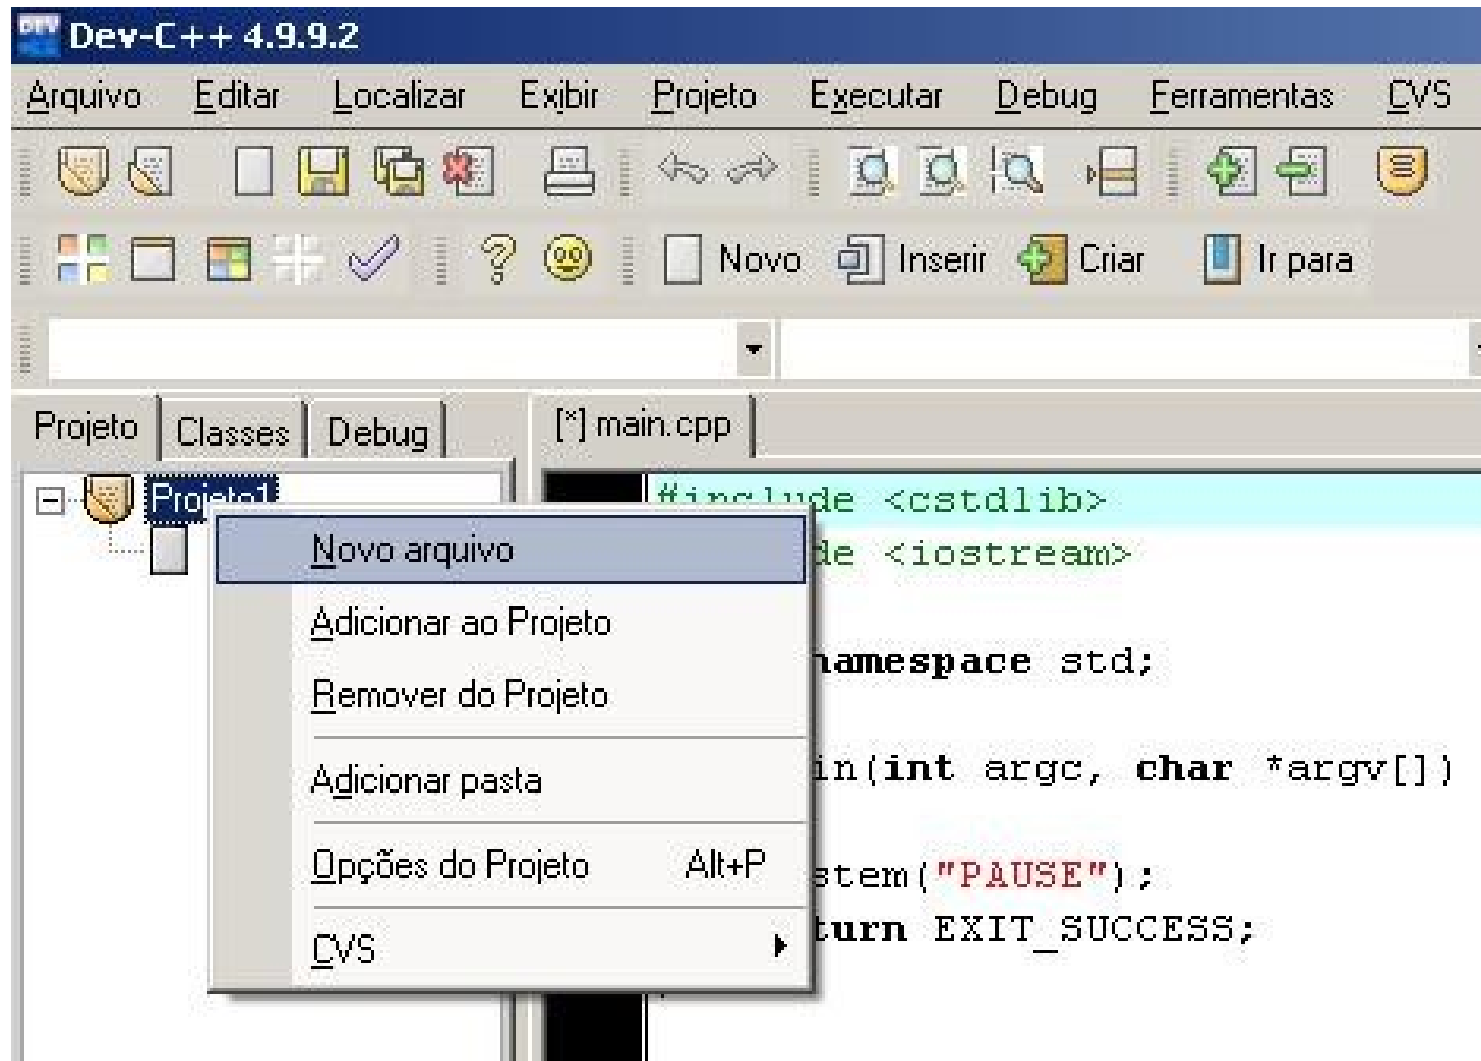 DEV Dev-C++ 4.9.9.2
Arquivo Editar Localizar Exibir Projeto Executar Debug Ferramentas CVS
Novo Inserir Criar Ir para
Projeto Classes Debug [*] main.cpp
Projeto1 #include <cstdlib>
Novo arquivo de <iostream>
Adicionar ao Projeto
namespace std;
Remover do Projeto
Adicionar pasta in(int argc, char *argv[])
Opções do Projeto Alt+P stem("PAUSE");
CVS turn EXIT_SUCCESS;